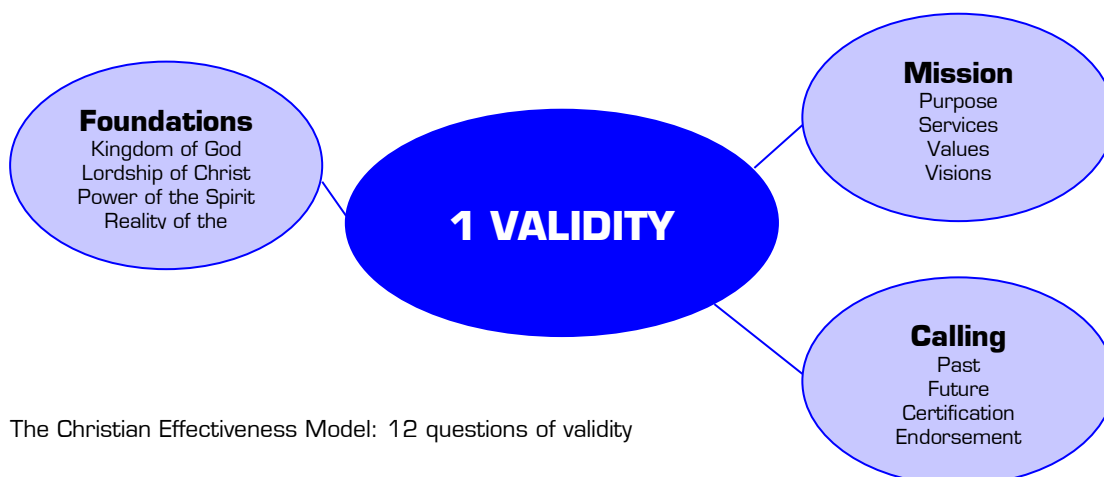 Foundations
Kingdom of God
Lordship of Christ
Power of the Spirit
Reality of the
1 VALIDITY
Mission
Purpose
Services
Values
Visions
Calling
Past
Future
Certification
Endorsement
The Christian Effectiveness Model: 12 questions of validity